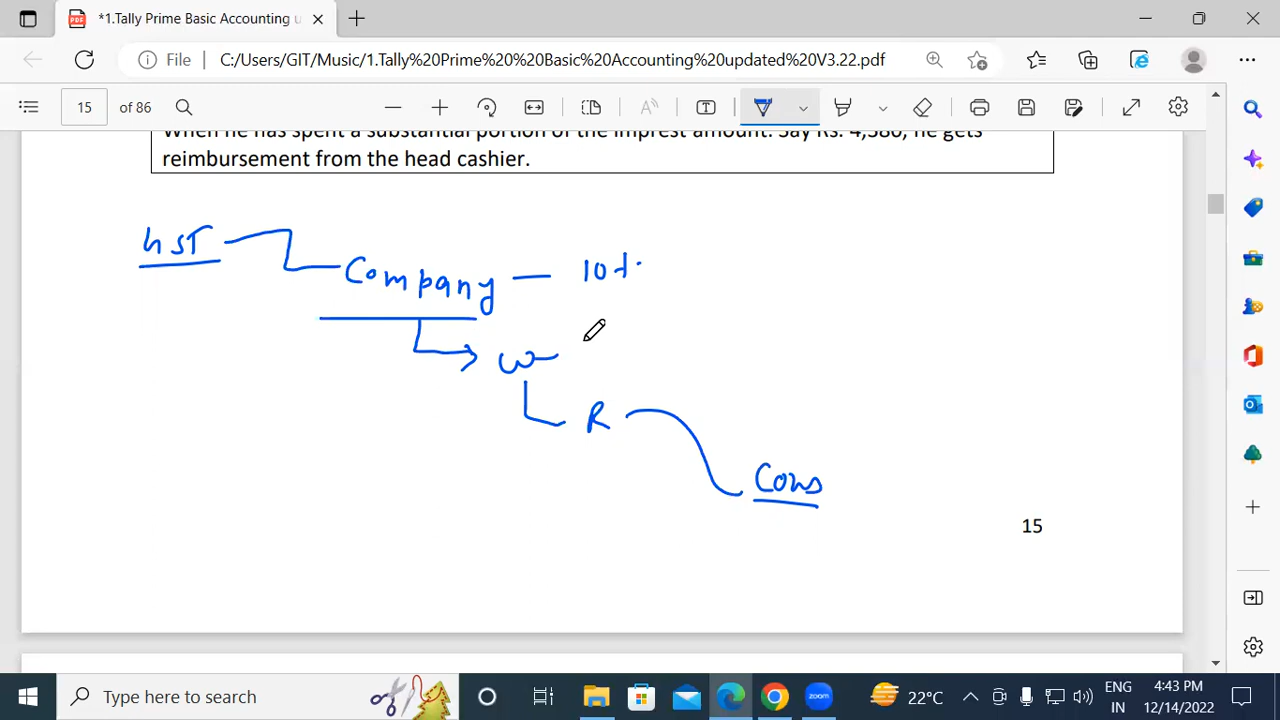 *1.Tally Prime Basic Accounting u
File C:/Users/GIT/Music/1.Tally%20Prime%20%20Basic%20Accounting%20updated%20V3.22.pdf
15 of 86
When he has spent a substantial portion of the imprest amount. Say Rs. 4,580, he gets
reimbursement from the head cashier.
Company — 10
W
R
Cons
15
Type here to search
22°C
ENG
IN
4:43 PM
12/14/2022